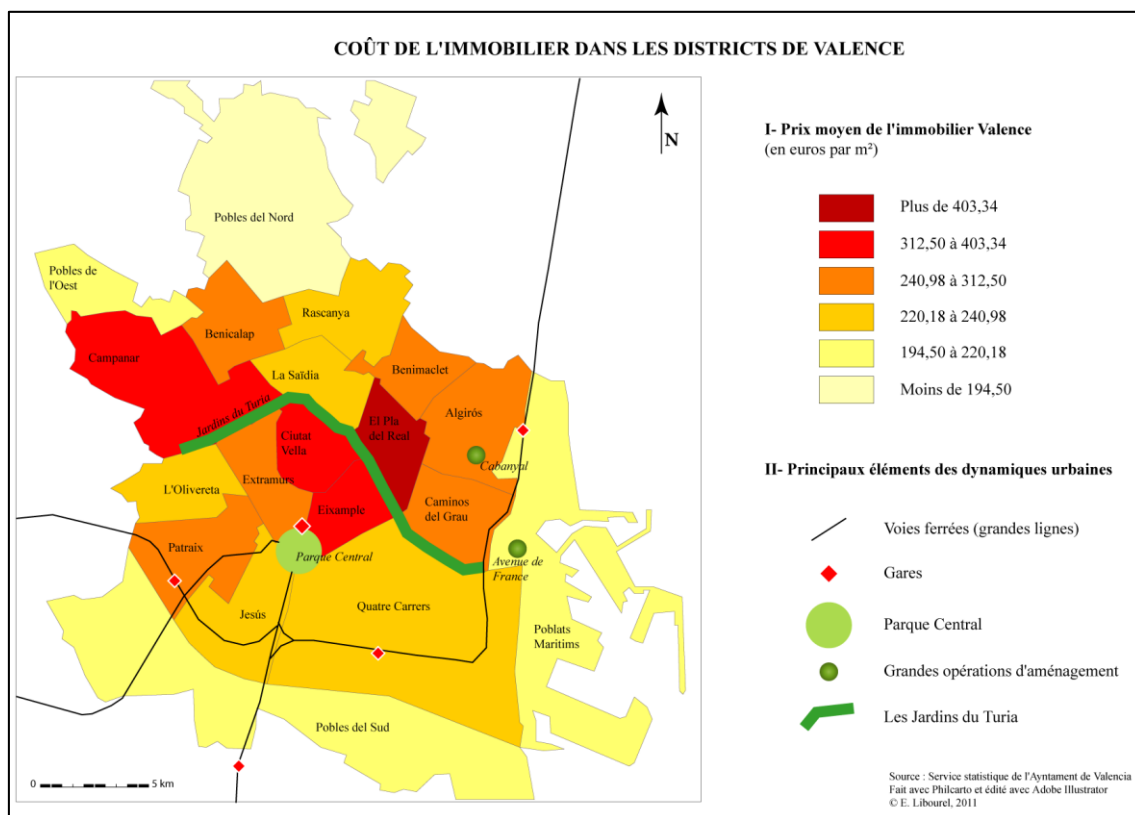 COÛT DE L'IMMOBILIER DANS LES DISTRICTS DE VALENCE
N
Pobles del Nord
Pobles de
l'Oest
Benicalap
Rascanya
Campanar
La Saïdia
Benimaclet
Algirós
Jardins du Turia
El Pla
del Real
Ciutat
Vella
Cabanyal
Extramurs
L'Olivereta
Eixample
Caminos
del Grau
Patraix
Parque Central
Avenue de
France
Jesús
Quatre Carrers
Poblats
Maritims
Pobles del Sud
0 5 km
I- Prix moyen de l'immobilier Valence
(en euros par m²)
Plus de 403,34
312,50 à 403,34
240,98 à 312,50
220,18 à 240,98
194,50 à 220,18
Moins de 194,50
II- Principaux éléments des dynamiques urbaines
Voies ferrées (grandes lignes)
Gares
Parque Central
Grandes opérations d'aménagement
Les Jardins du Turia
Source : Service statistique de l'Ayntament de Valencia
Fait avec Philcarto et édité avec Adobe Illustrator
© E. Libourel, 2011